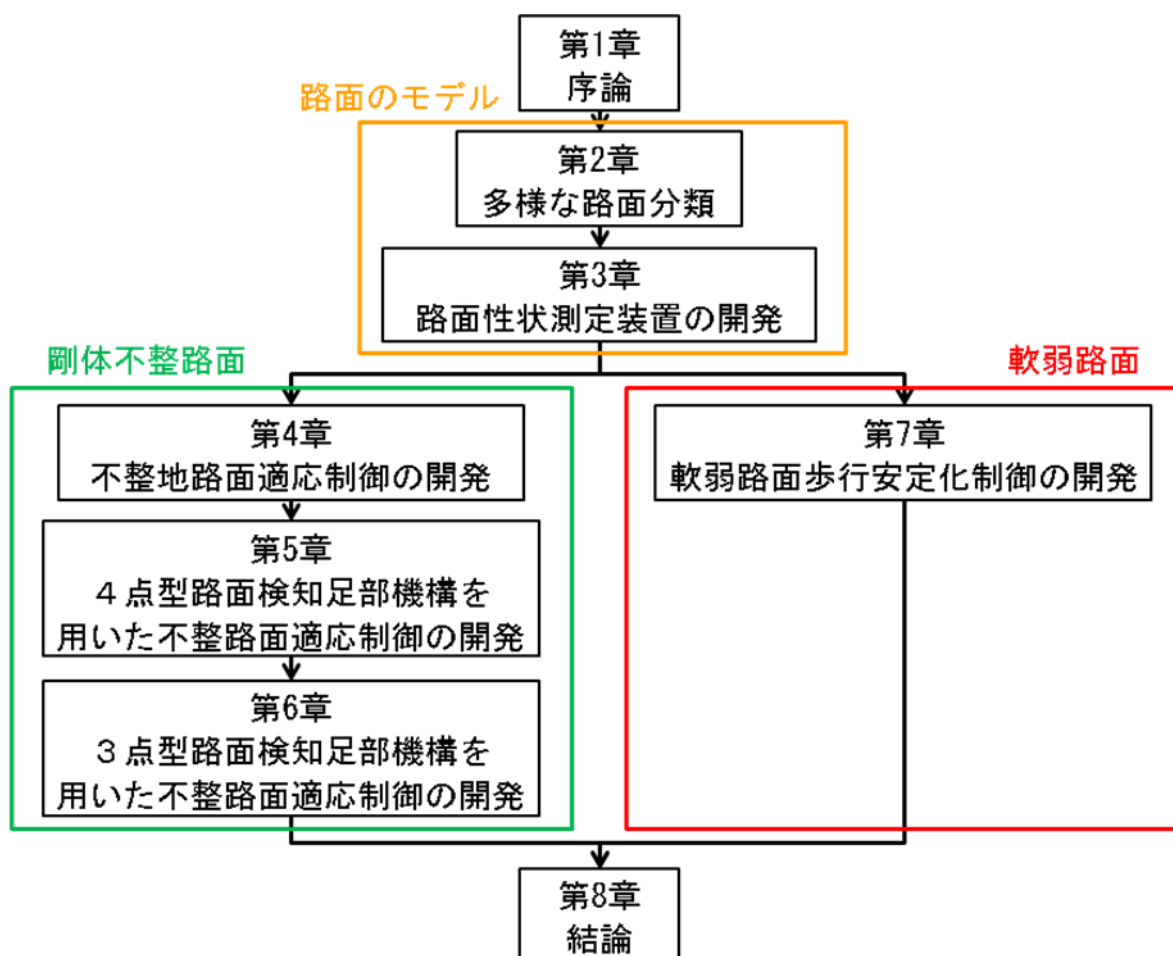 第1章
序論
路面のモデル
第2章
多様な路面分類
第3章
路面性状測定装置の開発
剛体不整路面
第4章
不整地路面適応制御の開発
第5章
４点型路面検知足部機構を
用いた不整路面適応制御の開発
第6章
３点型路面検知足部機構を
用いた不整路面適応制御の開発
軟弱路面
第7章
軟弱路面歩行安定化制御の開発
第8章
結論